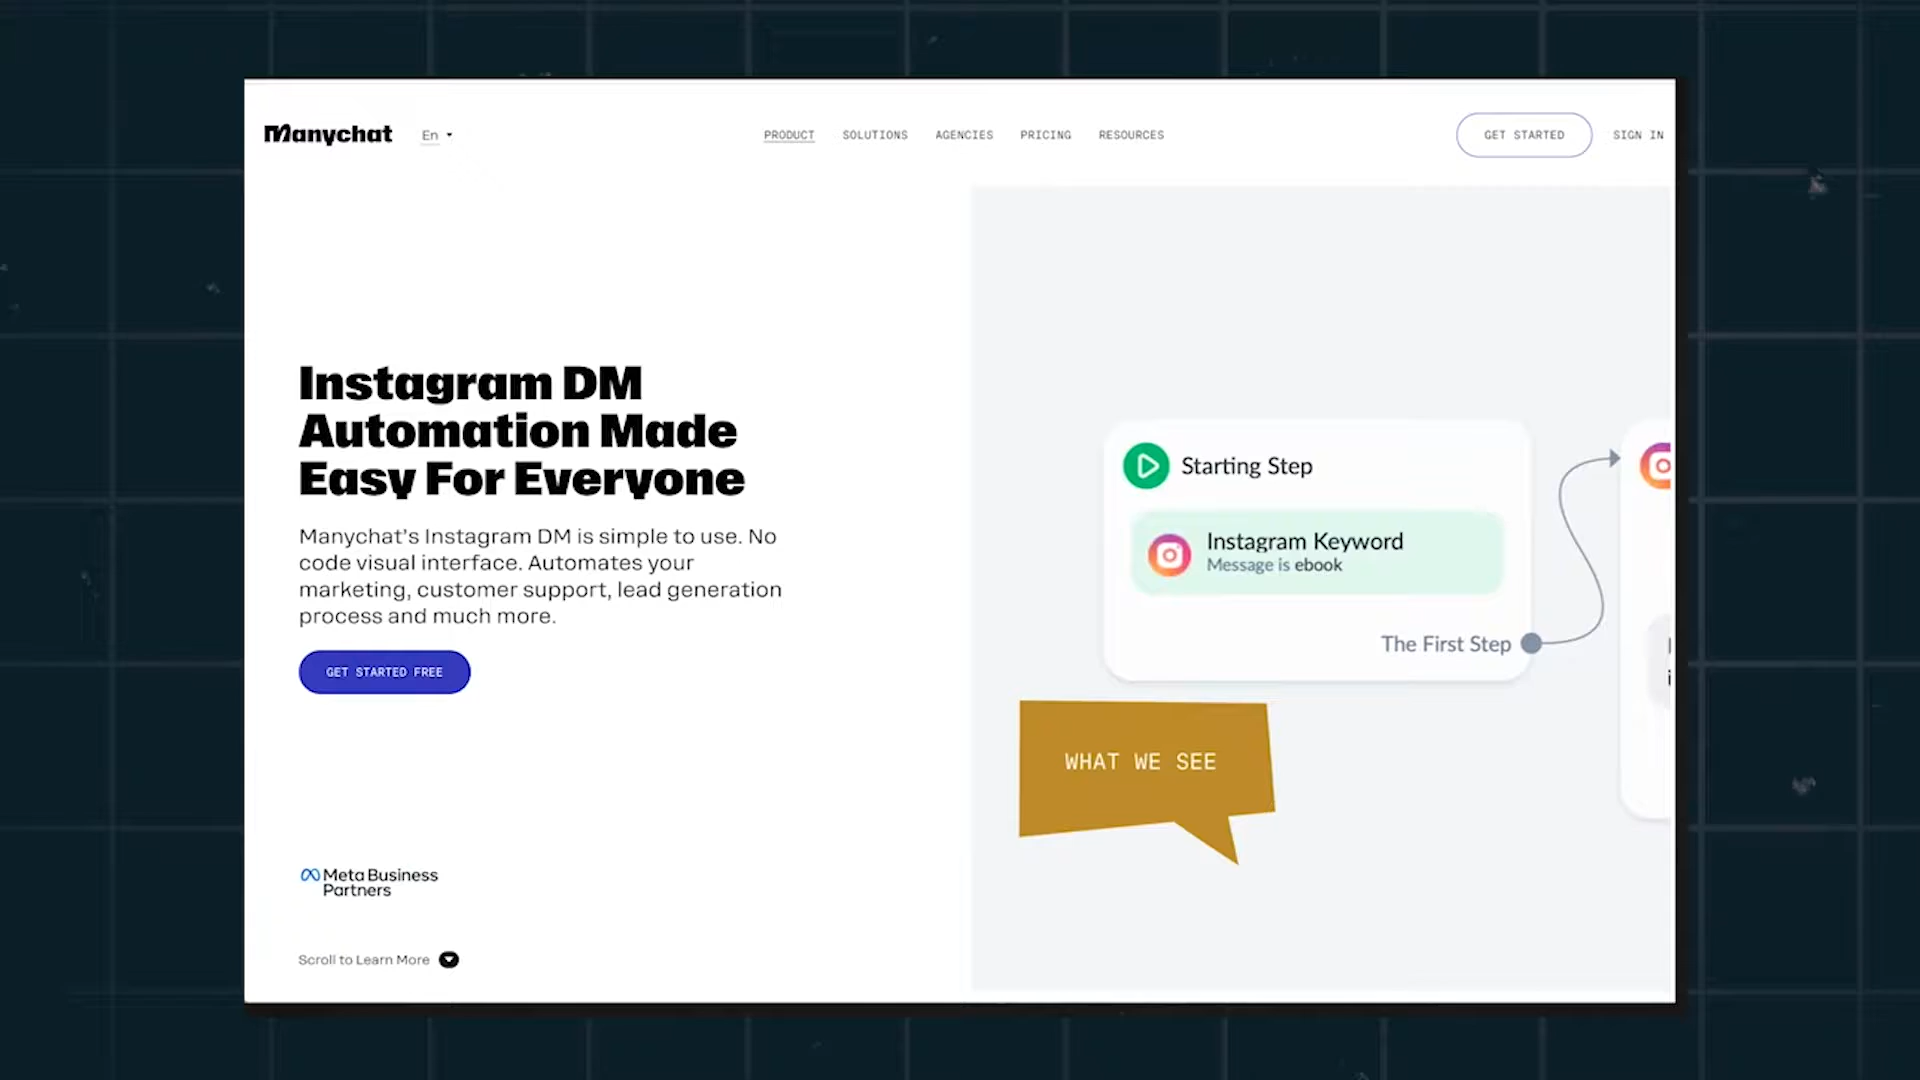 Manychat En
PRODUCT SOLUTIONS AGENCIES PRICING RESOURCES
GET STARTED SIGN IN
Instagram DM
Automation Made
Easy For Everyone
Manychat's Instagram DM is simple to use. No
code visual interface. Automates your
marketing, customer support, lead generation
process and much more.
GET STARTED FREE
Meta Business
Partners
Scroll to Learn More
Starting Step
Instagram Keyword
Message is ebook
The First Step
WHAT WE SEE